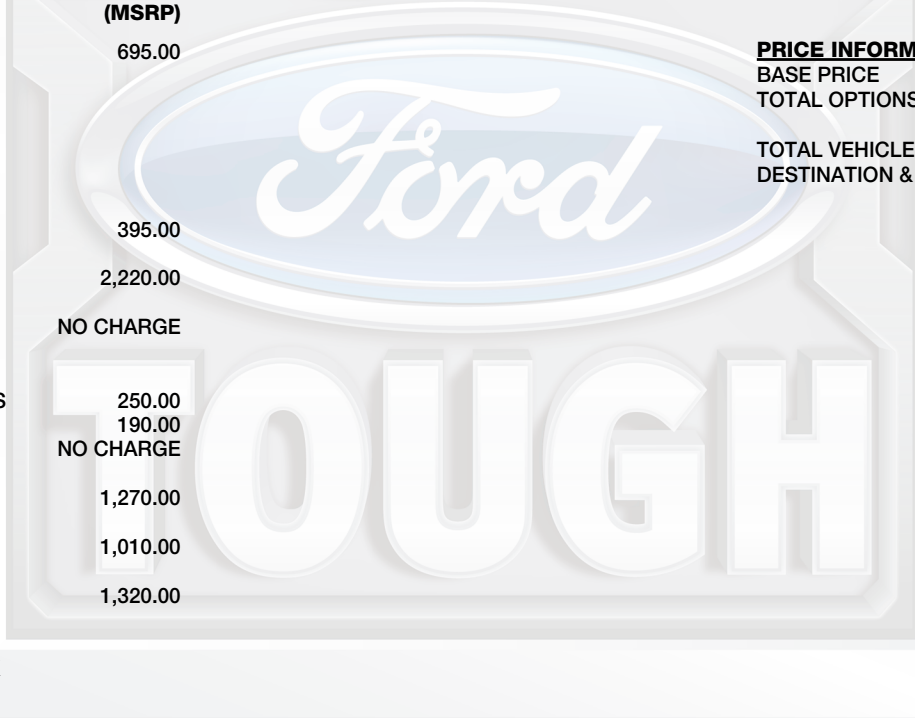 (MSRP)
695.00
395.00
2,220.00
NO CHARGE
S 250.00
190.00
NO CHARGE
1,270.00
1,010.00
1,320.00
PRICE INFORM
BASE PRICE
TOTAL OPTIONS
TOTAL VEHICLE
DESTINATION &
Ford
TOUGH